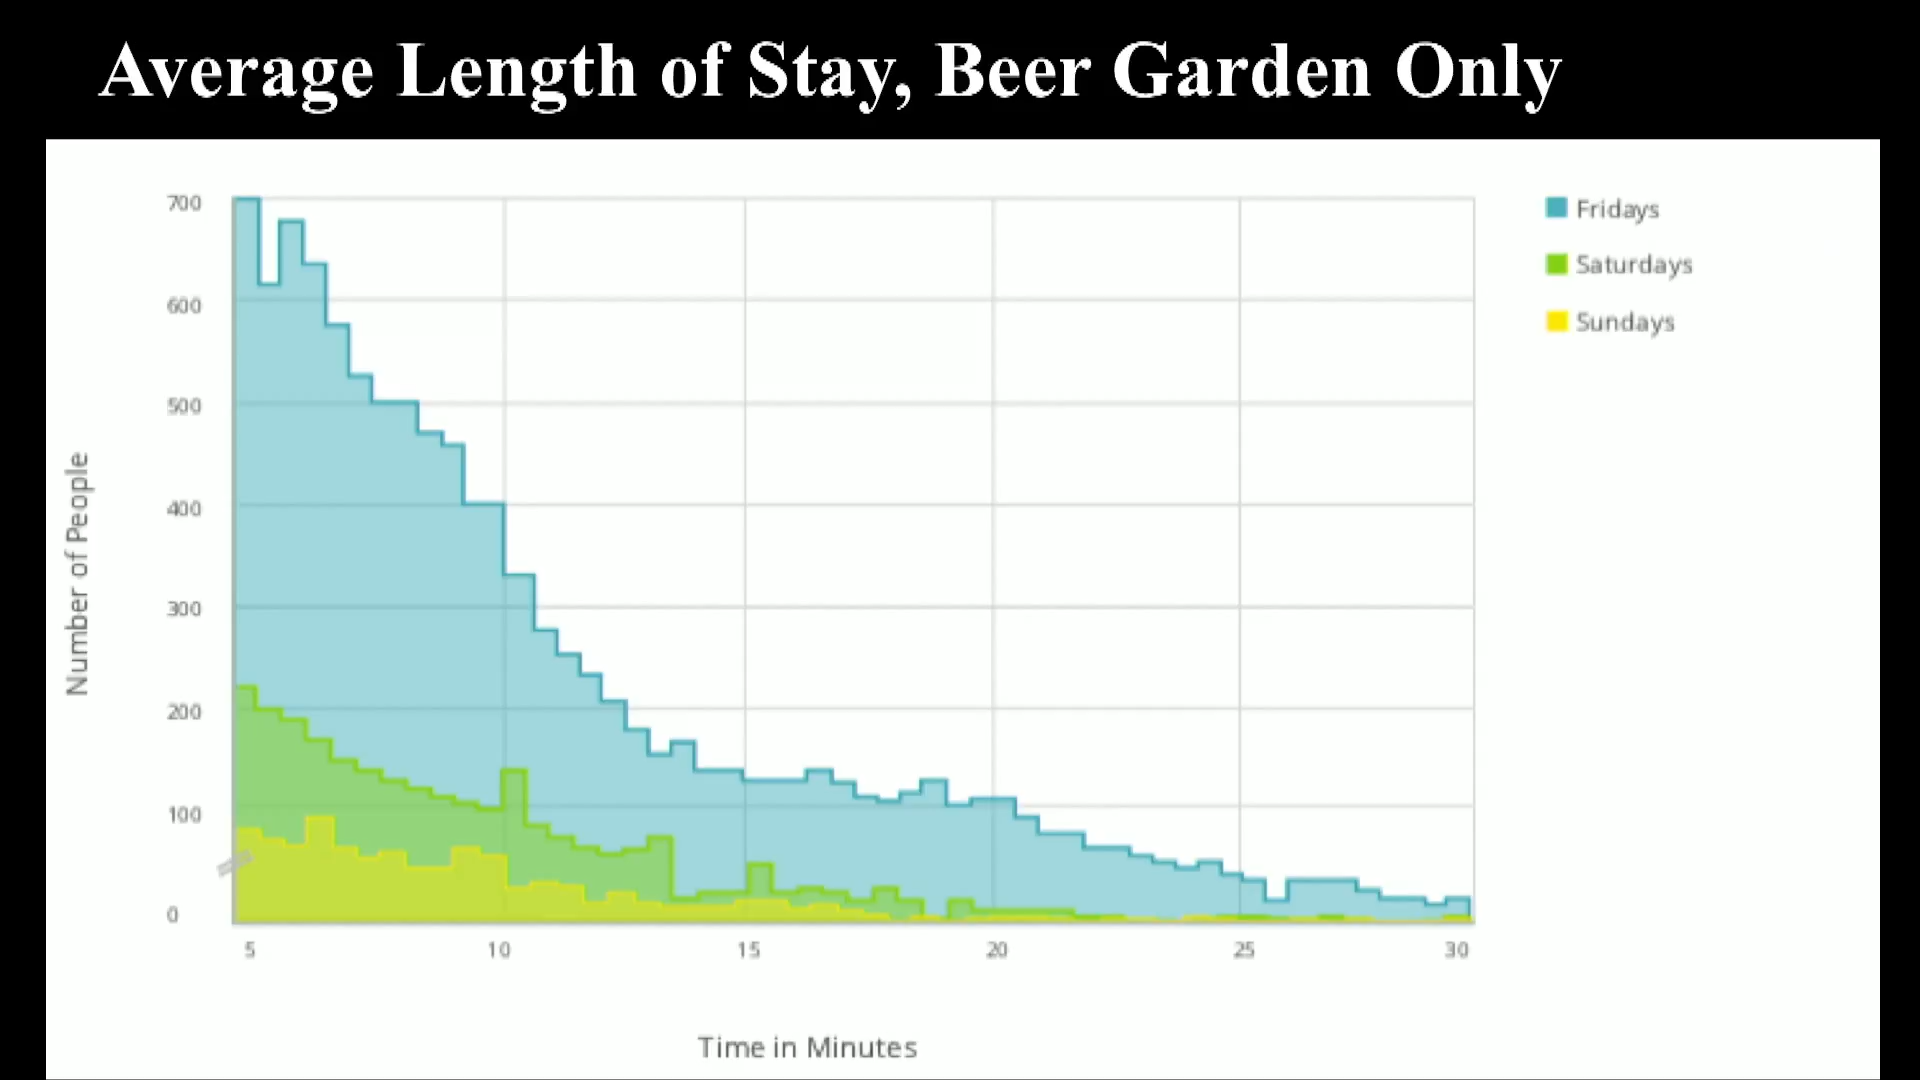 Average Length of Stay, Beer Garden Only
700
600
500
400
300
200
100
0
Number of People
5 10 15 20 25 30
Time in Minutes
Fridays
Saturdays
Sundays